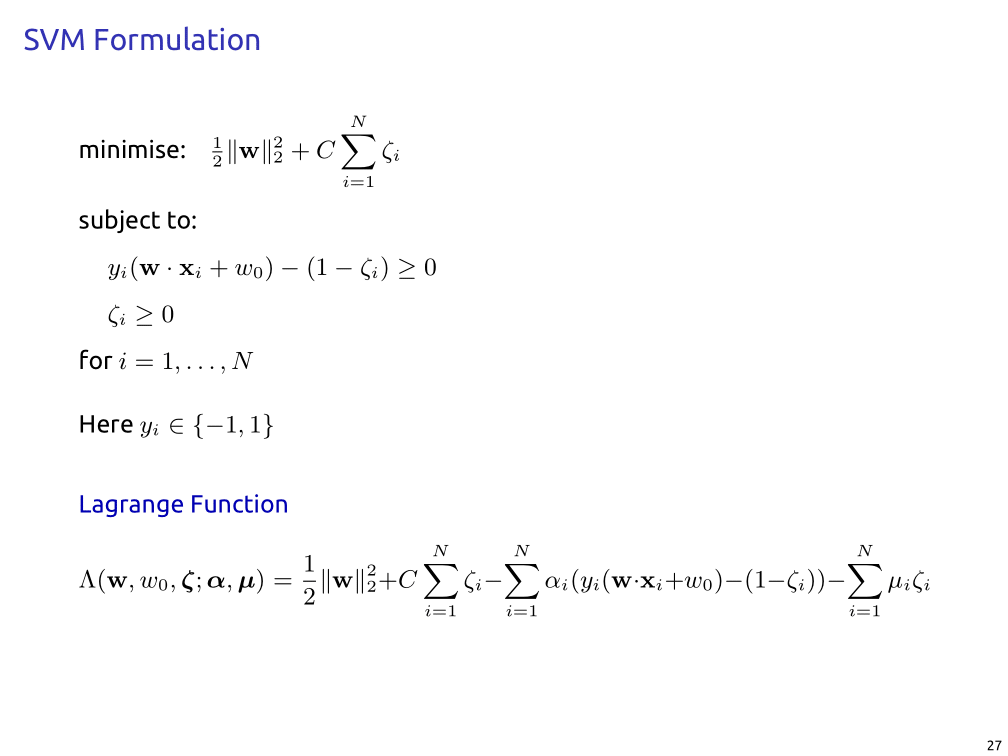 SVM Formulation
minimise: $\frac{1}{2}\|\mathbf{w}\|_2^2 + C \sum_{i=1}^{N} \zeta_i$
subject to:
$y_i(\mathbf{w} \cdot \mathbf{x}_i + w_0) - (1 - \zeta_i) \geq 0$
$\zeta_i \geq 0$
for $i = 1, \ldots, N$
Here $y_i \in \{-1, 1\}$
Lagrange Function
$\Lambda(\mathbf{w}, w_0, \boldsymbol{\zeta}; \boldsymbol{\alpha}, \boldsymbol{\mu}) = \frac{1}{2}\|\mathbf{w}\|_2^2 + C \sum_{i=1}^{N} \zeta_i - \sum_{i=1}^{N} \alpha_i(y_i(\mathbf{w} \cdot \mathbf{x}_i + w_0) - (1 - \zeta_i)) - \sum_{i=1}^{N} \mu_i \zeta_i$
27